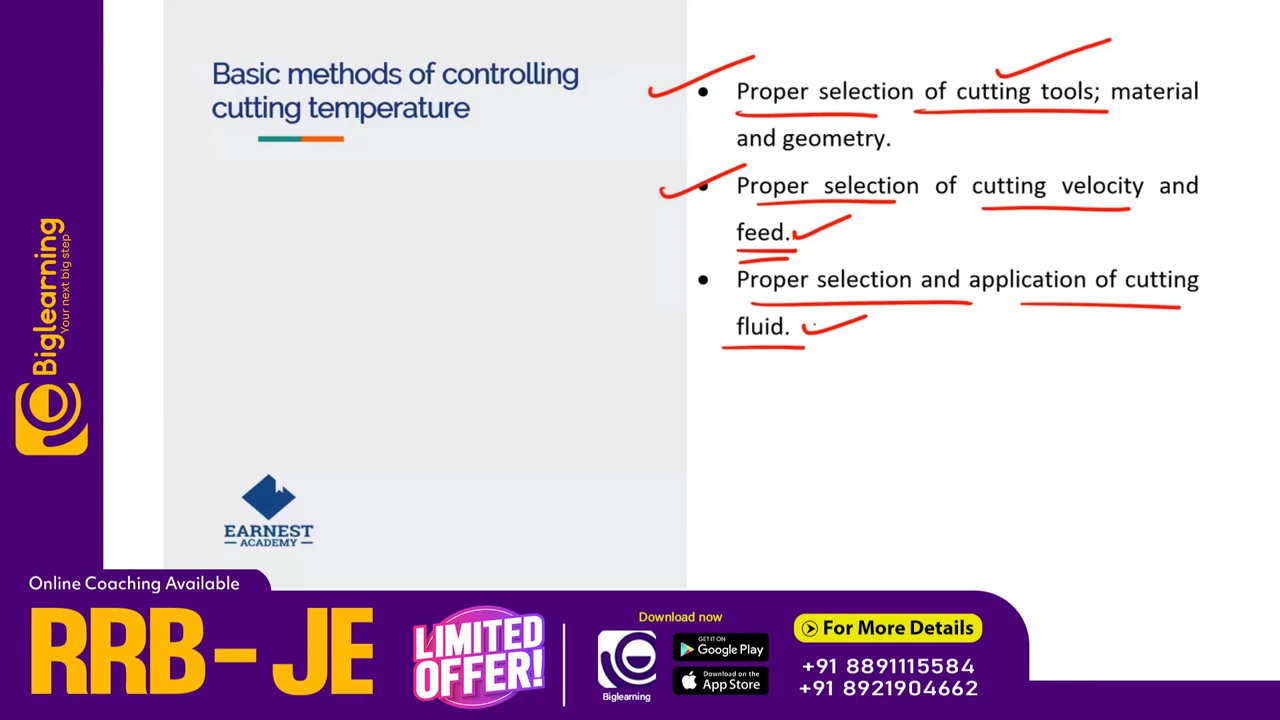 Basic methods of controlling
cutting temperature
• Proper selection of cutting tools; material
and geometry.
• Proper selection of cutting velocity and
feed.
• Proper selection and application of cutting
fluid.
Biglearning
Your next big step
EARNEST
ACADEMY
Online Coaching Available
RRB - JE
LIMITED
OFFER!
Download now
Biglearning
GET IT ON
Google Play
Download on the
App Store
For More Details
+91 8891115584
+91 8921904662